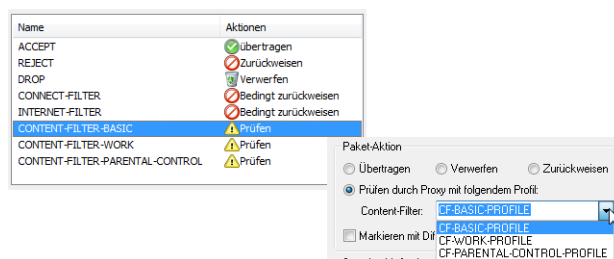 Name Aktionen
ACCEPT übertragen
REJECT Zurückweisen
DROP Verwerfen
CONNECT-FILTER Bedingt zurückweisen
INTERNET-FILTER Bedingt zurückweisen
CONTENT-FILTER-BASIC Prüfen
CONTENT-FILTER-WORK Prüfen
CONTENT-FILTER-PARENTAL-CONTROL Prüfen
Paket-Aktion
Übertragen Verwerfen Zurückweisen
Prüfen durch Proxy mit folgendem Profil:
Content-Filter: CF-BASIC-PROFILE
CF-BASIC-PROFILE
Markieren mit Dif CF-WORK-PROFILE
CF-PARENTAL-CONTROL-PROFILE